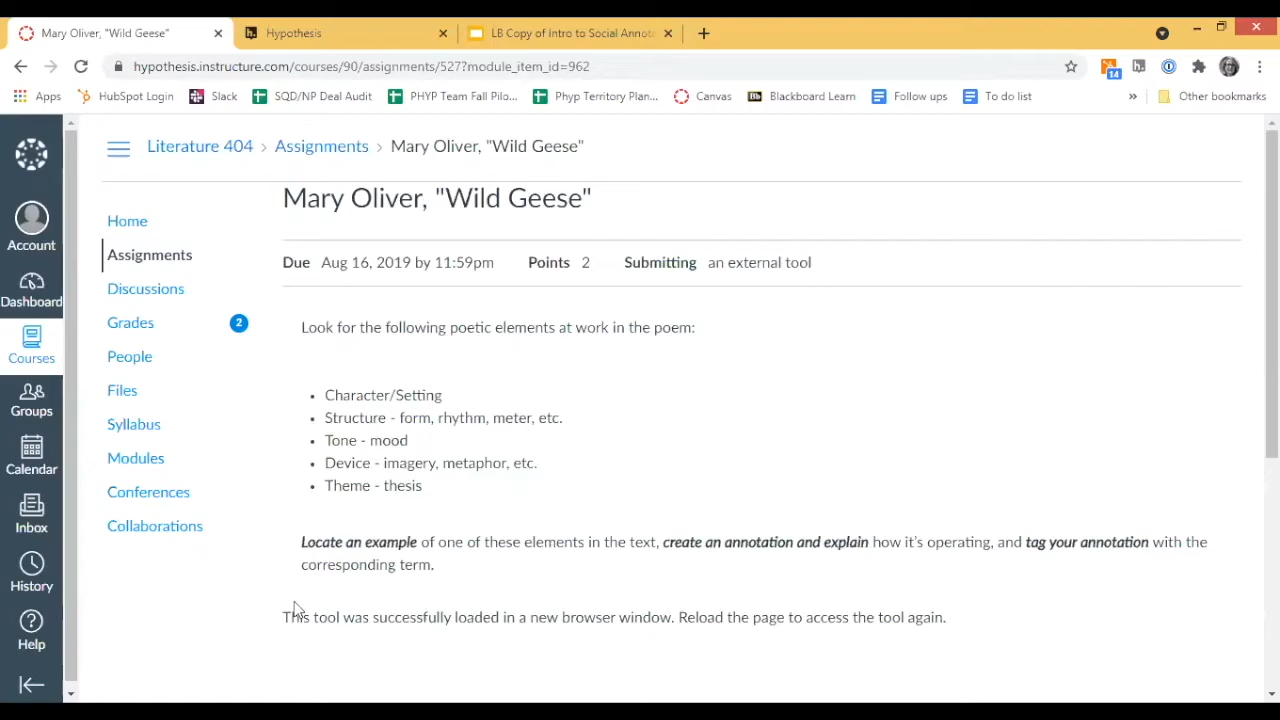 Mary Oliver, "Wild Geese"
Hypothesis
LB Copy of Intro to Social Annota
hypothesis.instructure.com/courses/90/assignments/527?module_item_id=962
14
Apps
HubSpot Login
Slack
SQD/NP Deal Audit
PHYP Team Fall Pilo...
Phyp Territory Plan...
Canvas
Blackboard Learn
Follow ups
To do list
»
Other bookmarks
Literature 404 > Assignments > Mary Oliver, "Wild Geese"
Account
Dashboard
Courses
Groups
Calendar
Inbox
History
Help
Home
Assignments
Discussions
Grades 2
People
Files
Syllabus
Modules
Conferences
Collaborations
Mary Oliver, "Wild Geese"
Due Aug 16, 2019 by 11:59pm Points 2 Submitting an external tool
Look for the following poetic elements at work in the poem:
• Character/Setting
• Structure - form, rhythm, meter, etc.
• Tone - mood
• Device - imagery, metaphor, etc.
• Theme - thesis
Locate an example of one of these elements in the text, create an annotation and explain how it's operating, and tag your annotation with the
corresponding term.
This tool was successfully loaded in a new browser window. Reload the page to access the tool again.